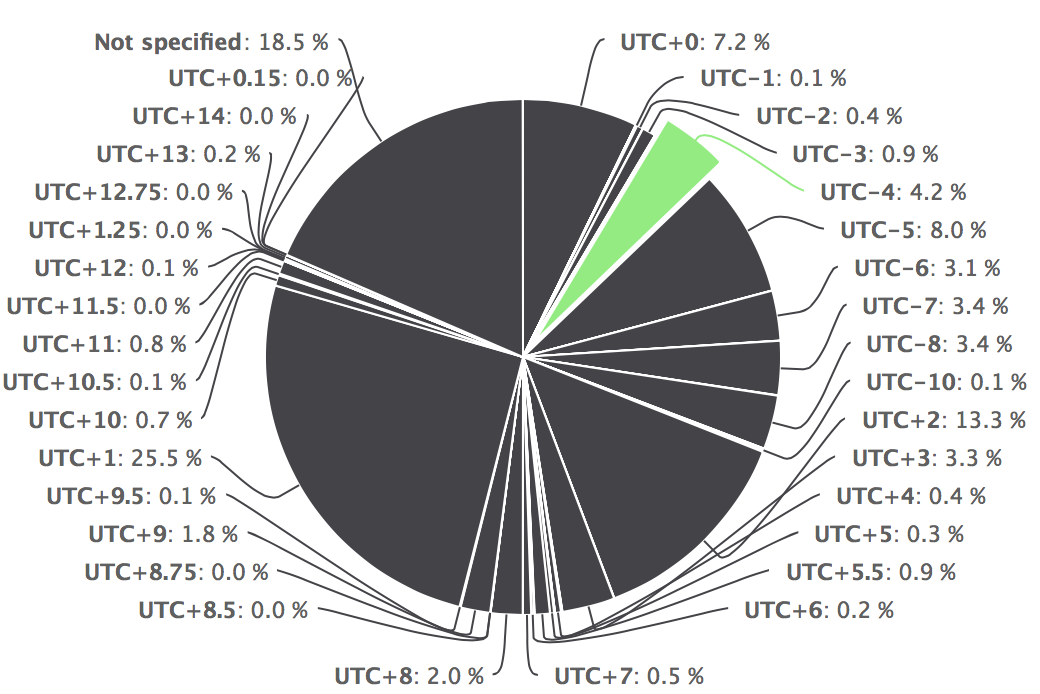 Not specified: 18.5 %
UTC+0: 7.2 %
UTC+0.15: 0.0 %
UTC−1: 0.1 %
UTC+14: 0.0 %
UTC−2: 0.4 %
UTC+13: 0.2 %
UTC−3: 0.9 %
UTC+12.75: 0.0 %
UTC−4: 4.2 %
UTC+1.25: 0.0 %
UTC−5: 8.0 %
UTC+12: 0.1 %
UTC−6: 3.1 %
UTC+11.5: 0.0 %
UTC−7: 3.4 %
UTC+11: 0.8 %
UTC−8: 3.4 %
UTC+10.5: 0.1 %
UTC−10: 0.1 %
UTC+10: 0.7 %
UTC+2: 13.3 %
UTC+1: 25.5 %
UTC+3: 3.3 %
UTC+9.5: 0.1 %
UTC+4: 0.4 %
UTC+9: 1.8 %
UTC+5: 0.3 %
UTC+8.75: 0.0 %
UTC+5.5: 0.9 %
UTC+8.5: 0.0 %
UTC+6: 0.2 %
UTC+8: 2.0 %
UTC+7: 0.5 %